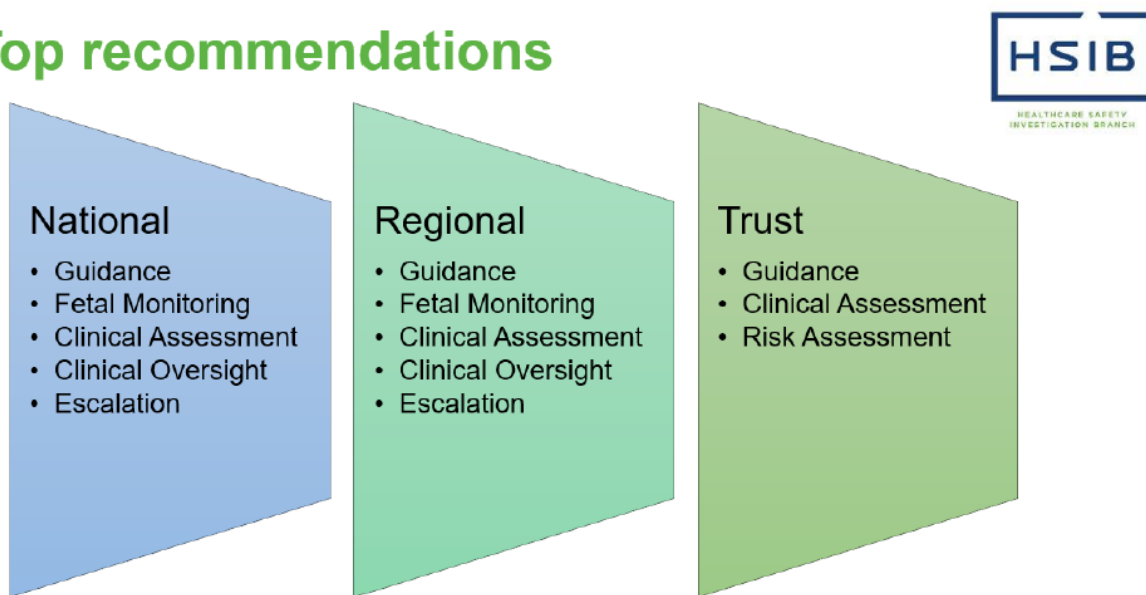 Top recommendations
HSIB
HEALTHCARE SAFETY
INVESTIGATION BRANCH
National
• Guidance
• Fetal Monitoring
• Clinical Assessment
• Clinical Oversight
• Escalation
Regional
• Guidance
• Fetal Monitoring
• Clinical Assessment
• Clinical Oversight
• Escalation
Trust
• Guidance
• Clinical Assessment
• Risk Assessment